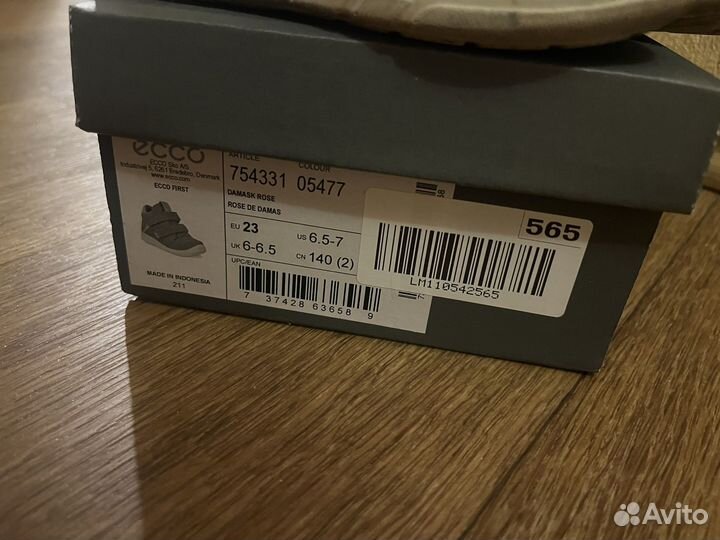 ecco
ECCO Sko A/S
Industrivej 5, 6261 Bredebro, Denmark
www.ecco.com
ECCO FIRST
MADE IN INDONESIA
211
ARTICLE COLOUR
754331 05477
DAMASK ROSE
ROSE DE DAMAS
EU 23 US 6.5-7
UK 6-6.5 CN 140 (2)
UPC/EAN
7 37428 63658 9
565
LM110542565
Avito